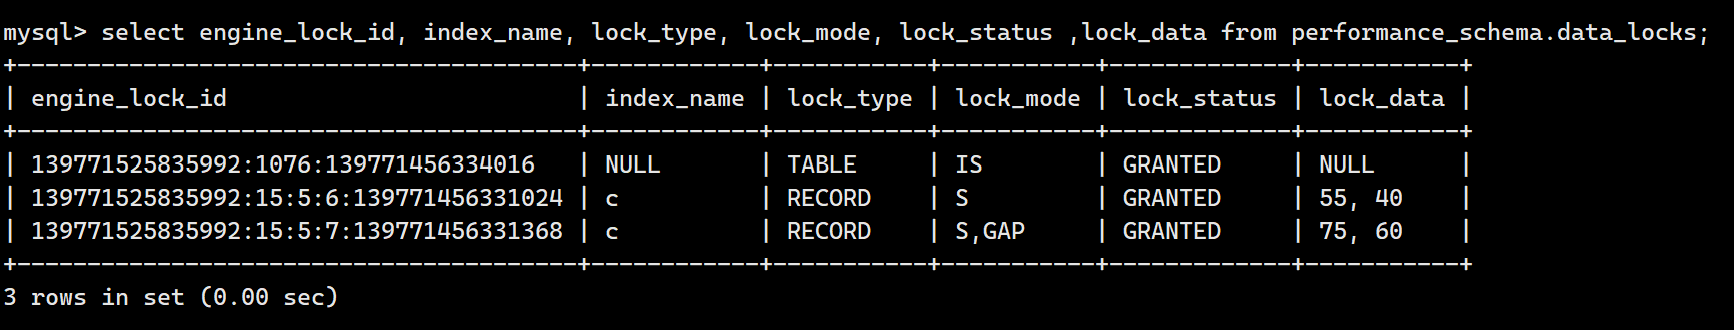 mysql> select engine_lock_id, index_name, lock_type, lock_mode, lock_status ,lock_data from performance_schema.data_locks;
+----------------------------------------+------------+-----------+-----------+-------------+-----------+
| engine_lock_id                         | index_name | lock_type | lock_mode | lock_status | lock_data |
+----------------------------------------+------------+-----------+-----------+-------------+-----------+
| 139771525835992:1076:139771456334016   | NULL       | TABLE     | IS        | GRANTED     | NULL      |
| 139771525835992:15:5:6:139771456331024 | c          | RECORD    | S         | GRANTED     | 55, 40    |
| 139771525835992:15:5:7:139771456331368 | c          | RECORD    | S,GAP     | GRANTED     | 75, 60    |
+----------------------------------------+------------+-----------+-----------+-------------+-----------+
3 rows in set (0.00 sec)